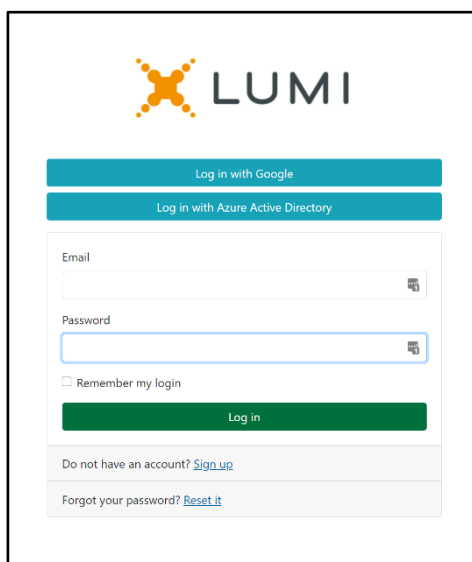 LUMI
Log in with Google
Log in with Azure Active Directory
Email
Password
Remember my login
Log in
Do not have an account? Sign up
Forgot your password? Reset it